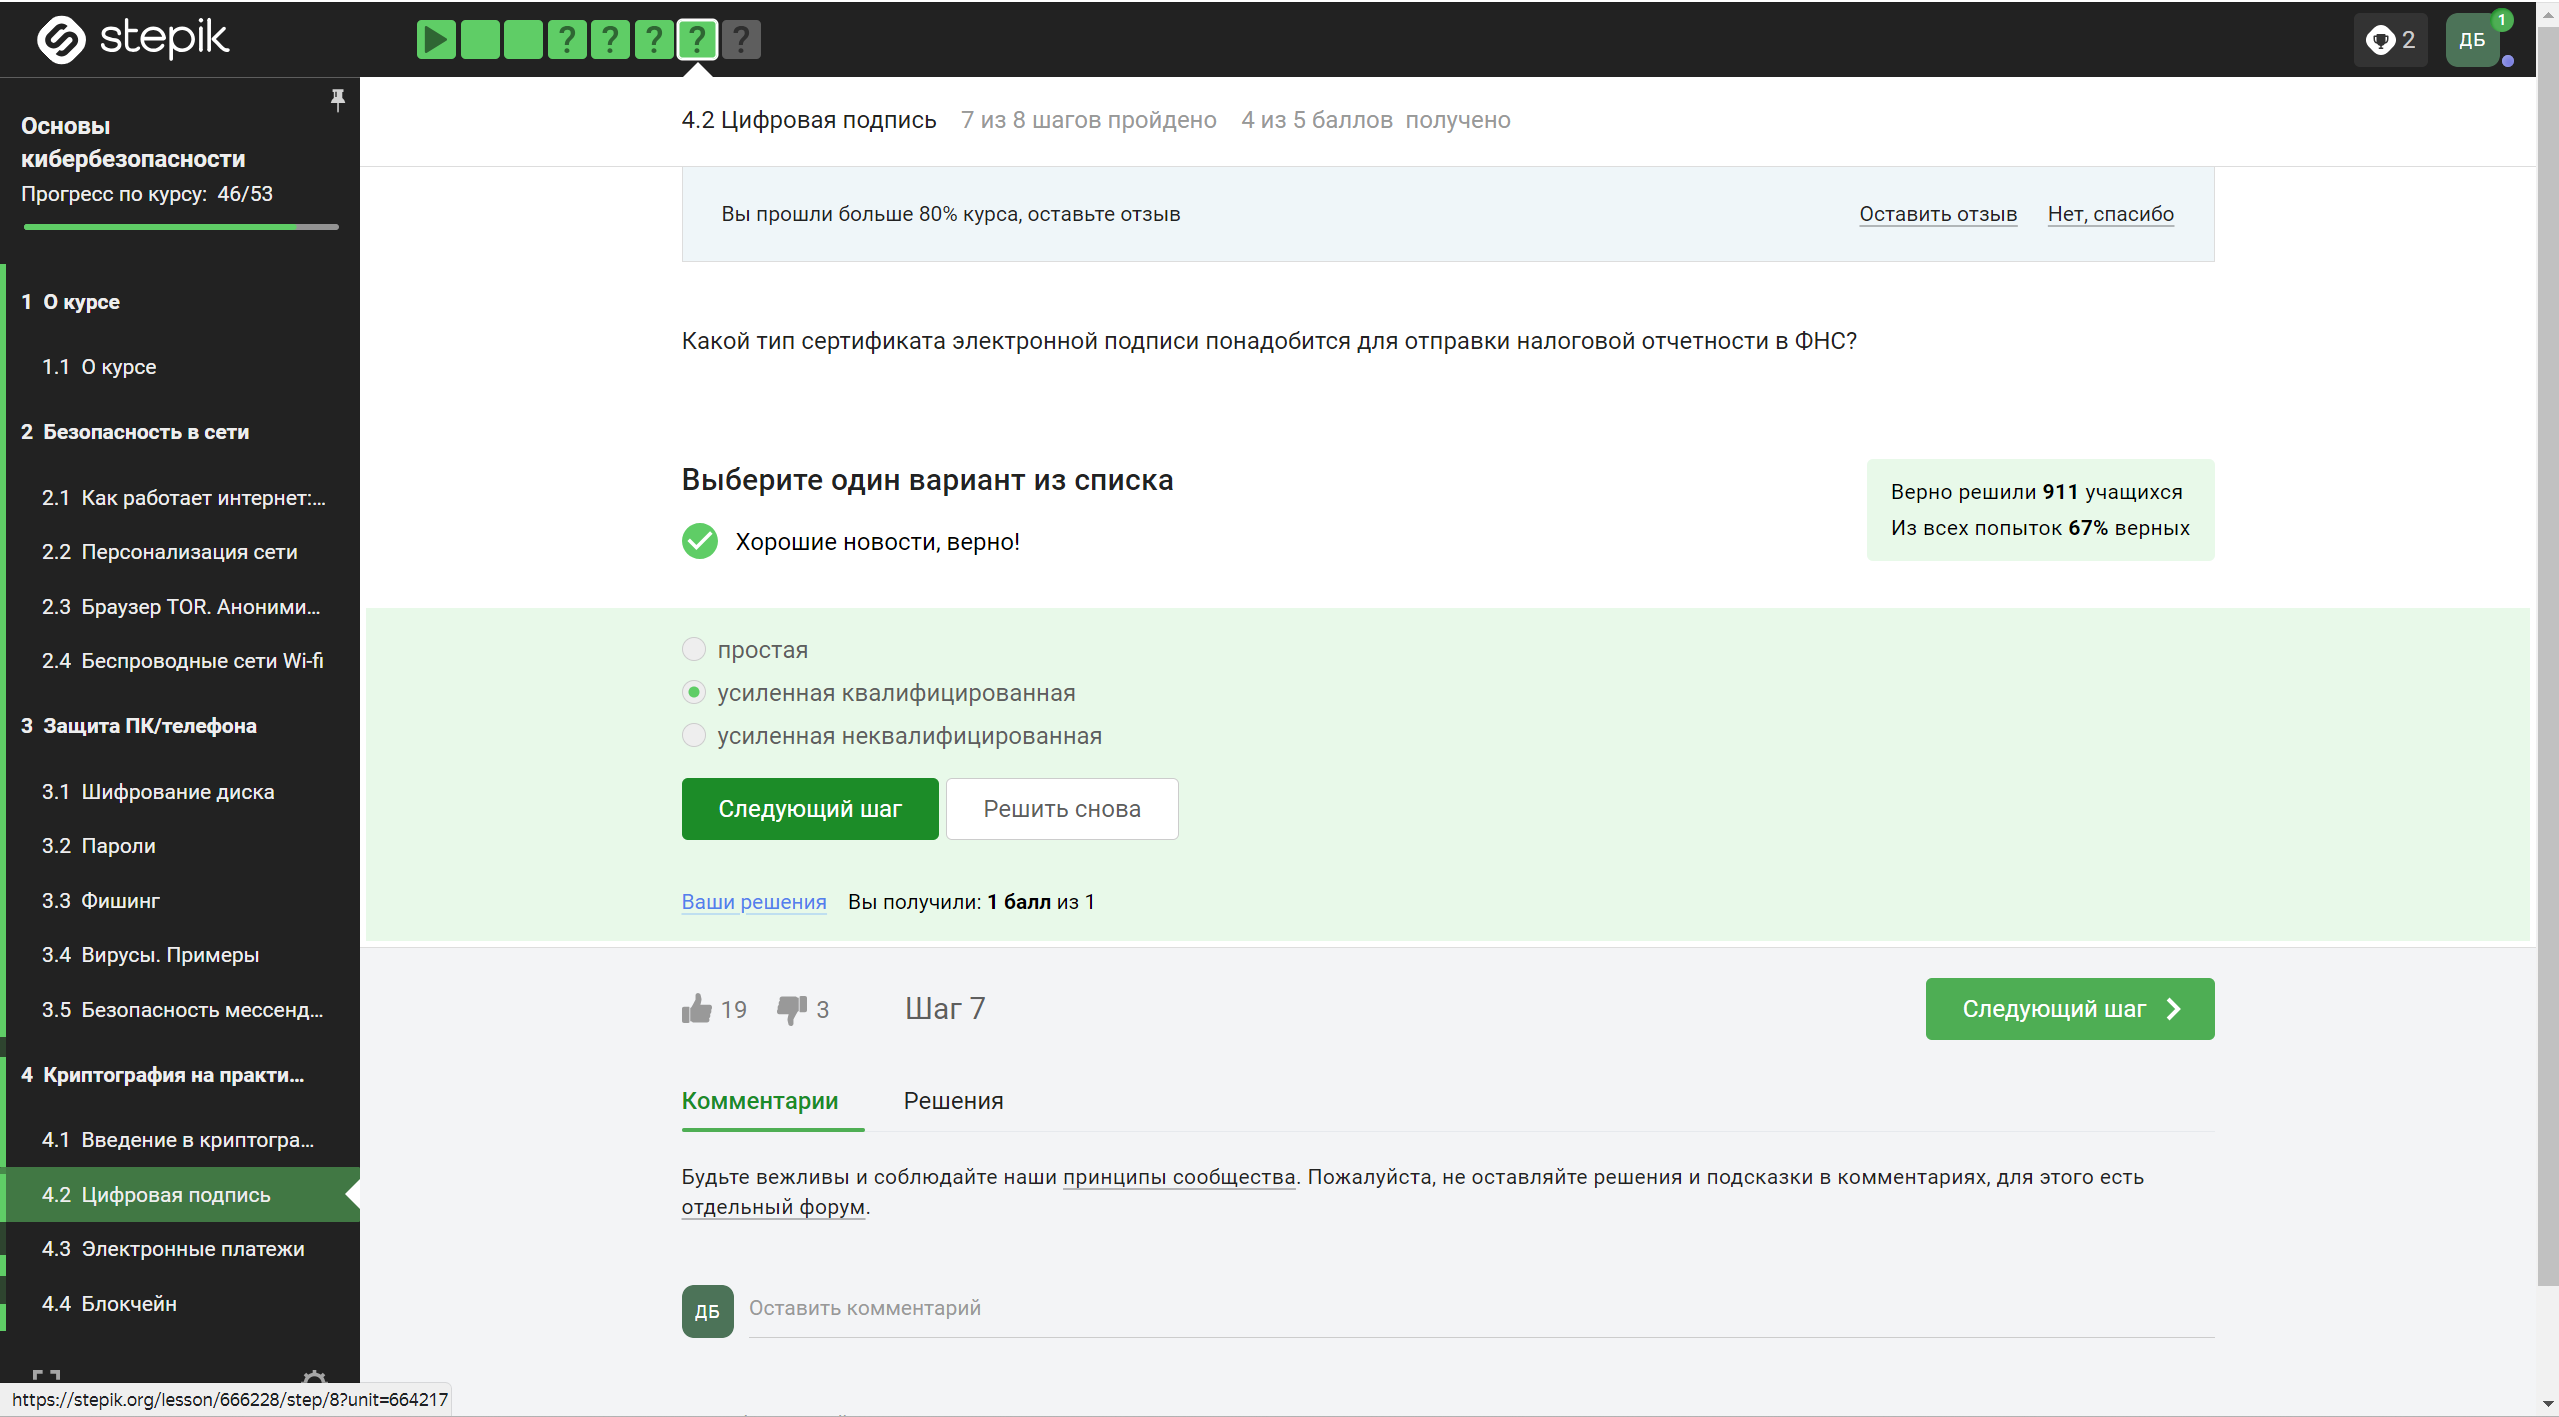 stepik
?
?
?
?
?
2
ДБ
1
Основы
кибербезопасности
Прогресс по курсу: 46/53
1 О курсе
1.1 О курсе
2 Безопасность в сети
2.1 Как работает интернет:...
2.2 Персонализация сети
2.3 Браузер TOR. Аноними...
2.4 Беспроводные сети Wi-fi
3 Защита ПК/телефона
3.1 Шифрование диска
3.2 Пароли
3.3 Фишинг
3.4 Вирусы. Примеры
3.5 Безопасность мессенд...
4 Криптография на практи...
4.1 Введение в криптогра...
4.2 Цифровая подпись
4.3 Электронные платежи
4.4 Блокчейн
4.2 Цифровая подпись 7 из 8 шагов пройдено 4 из 5 баллов получено
Вы прошли больше 80% курса, оставьте отзыв Оставить отзыв Нет, спасибо
Какой тип сертификата электронной подписи понадобится для отправки налоговой отчетности в ФНС?
Выберите один вариант из списка
Хорошие новости, верно!
Верно решили 911 учащихся
Из всех попыток 67% верных
простая
усиленная квалифицированная
усиленная неквалифицированная
Следующий шаг Решить снова
Ваши решения Вы получили: 1 балл из 1
19 3 Шаг 7 Следующий шаг
Комментарии Решения
Будьте вежливы и соблюдайте наши принципы сообщества. Пожалуйста, не оставляйте решения и подсказки в комментариях, для этого есть
отдельный форум.
ДБ Оставить комментарий
https://stepik.org/lesson/666228/step/8?unit=664217